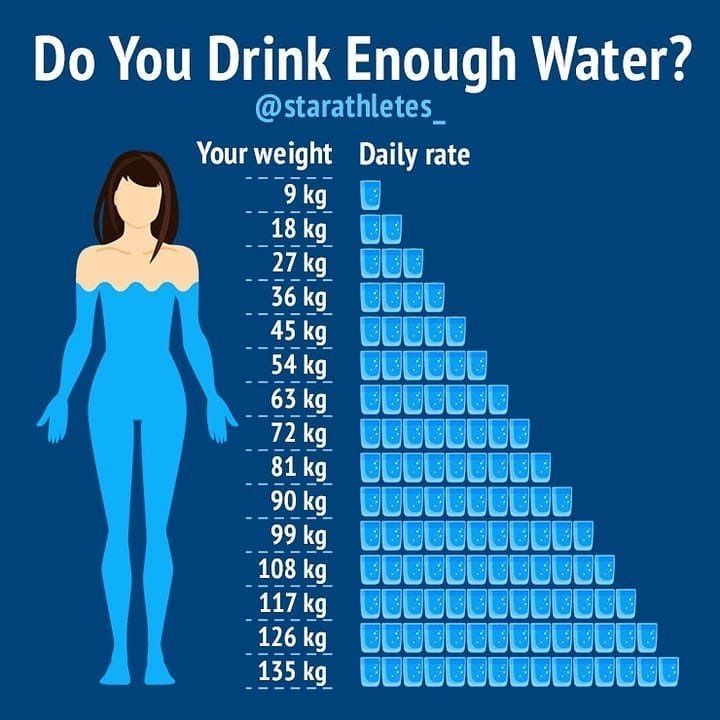 Do You Drink Enough Water?
@starathletes_
Your weight Daily rate
9 kg
18 kg
27 kg
36 kg
45 kg
54 kg
63 kg
72 kg
81 kg
90 kg
99 kg
108 kg
117 kg
126 kg
135 kg